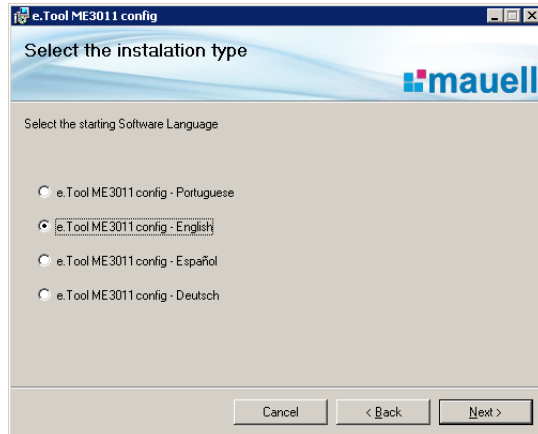 e.Tool ME3011 config
Select the instalation type
mauell
Select the starting Software Language
e.Tool ME3011 config - Portuguese
e.Tool ME3011 config - English
e.Tool ME3011 config - Español
e.Tool ME3011 config - Deutsch
Cancel < Back Next >